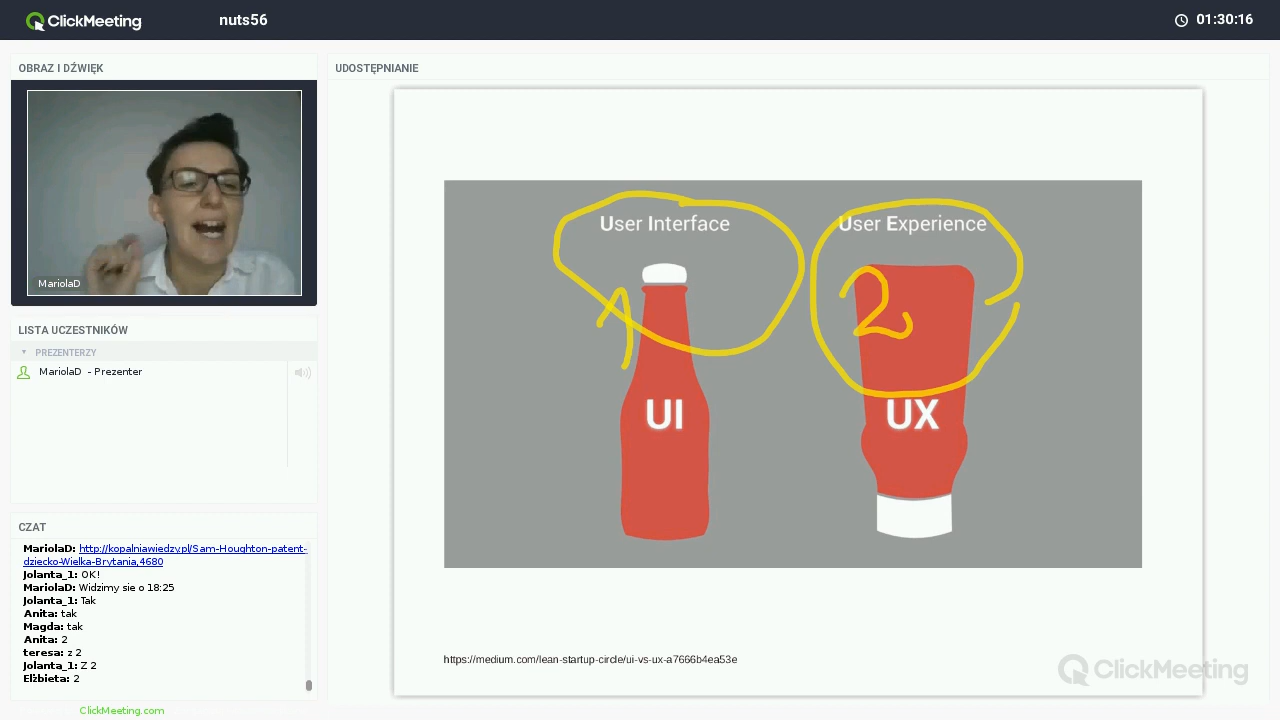 ClickMeeting
nuts56
01:30:16
OBRAZ I DŹWIĘK
MariolaD
LISTA UCZESTNIKÓW
PREZENTERZY
MariolaD - Prezenter
CZAT
MariolaD: http://kopalniawiedzy.pl/Sam-Houghton-patent-
dziecko-Wielka-Brytania,4680
Jolanta_1: OK!
MariolaD: Widzimy sie o 18:25
Jolanta_1: Tak
Anita: tak
Magda: tak
Anita: 2
teresa: z 2
Jolanta_1: Z 2
Elżbieta: 2
ClickMeeting.com
UDOSTĘPNIANIE
User Interface
User Experience
1
2
UI
UX
https://medium.com/lean-startup-circle/ui-vs-ux-a7666b4ea53e
ClickMeeting